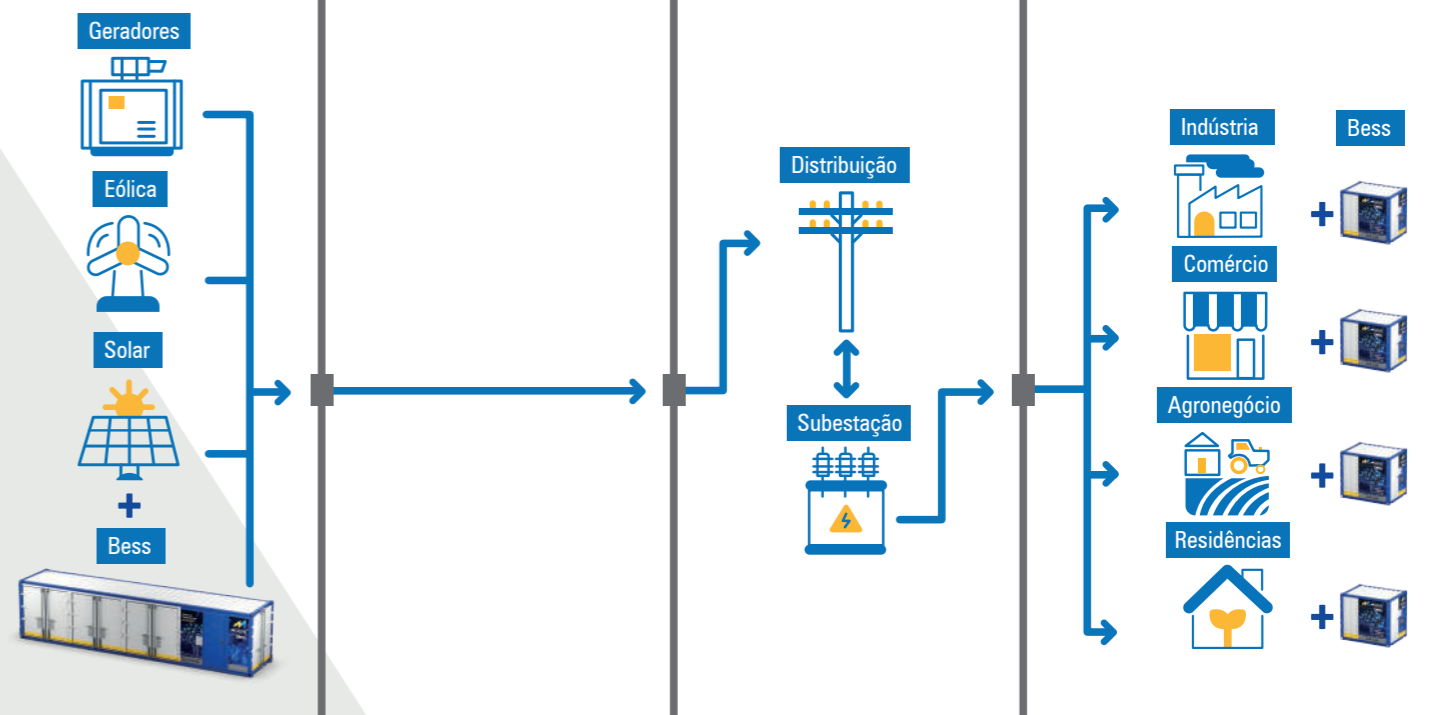 Geradores
Eólica
Solar
+
Bess
Distribuição
Subestação
Indústria
Bess
+
Comércio
+
Agronegócio
+
Residências
+